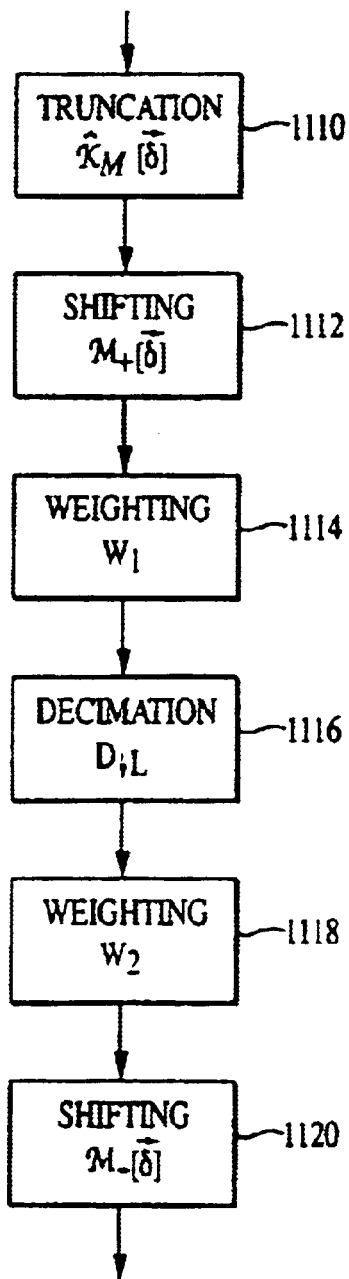 TRUNCATION
𝒦̂M [δ⃗]
1110
SHIFTING
ℳ+[δ⃗]
1112
WEIGHTING
W1
1114
DECIMATION
D↓L
1116
WEIGHTING
W2
1118
SHIFTING
ℳ-[δ⃗]
1120